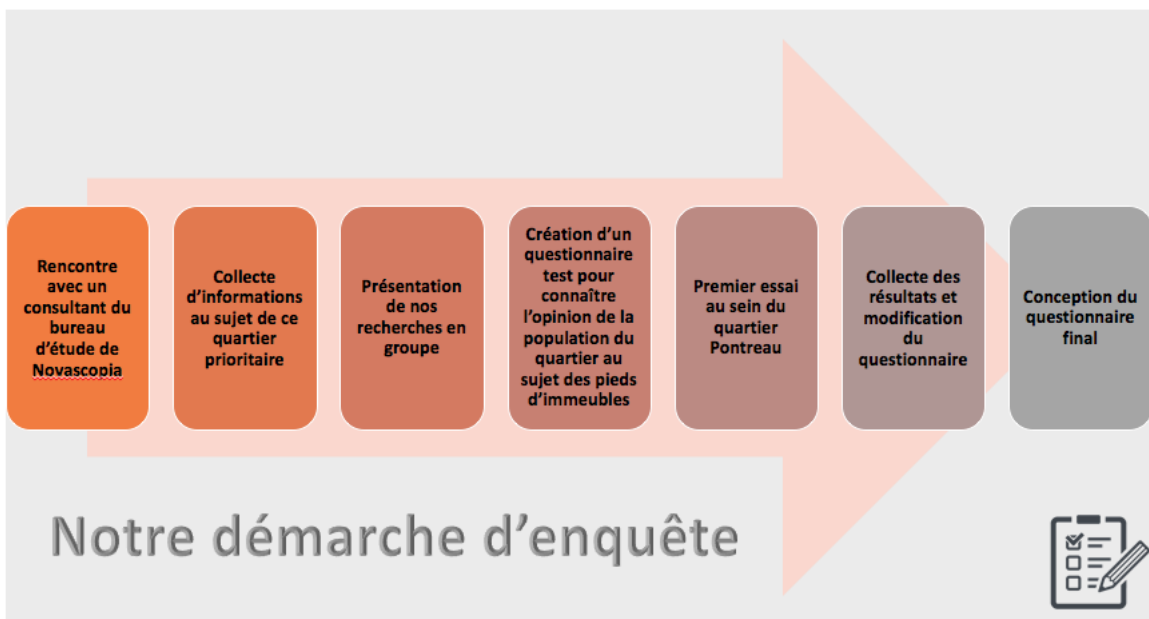 Rencontre
avec un
consultant du
bureau
d’étude de
Novascopia
Collecte
d’informations
au sujet de ce
quartier
prioritaire
Présentation
de nos
recherches en
groupe
Création d’un
questionnaire
test pour
connaître
l’opinion de la
population du
quartier au
sujet des pieds
d’immeubles
Premier essai
au sein du
quartier
Pontreau
Collecte des
résultats et
modification
du
questionnaire
Conception du
questionnaire
final
Notre démarche d’enquête